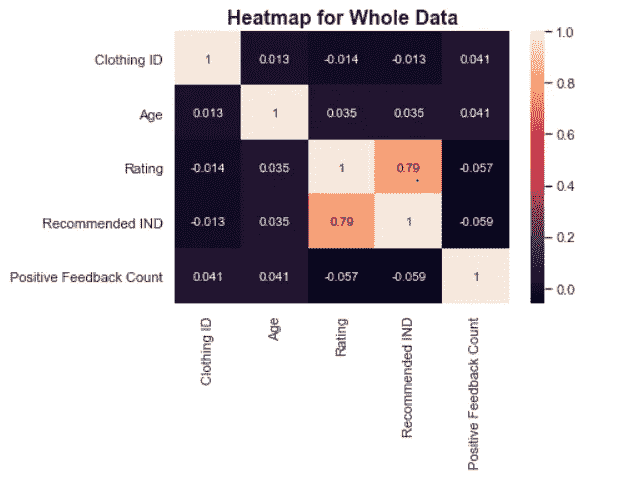 Heatmap for Whole Data
Clothing ID 1 0.013 -0.014 -0.013 0.041
Age 0.013 1 0.035 0.035 0.041
Rating -0.014 0.035 1 0.79 -0.057
Recommended IND -0.013 0.035 0.79 1 -0.059
Positive Feedback Count 0.041 0.041 -0.057 -0.059 1
Clothing ID
Age
Rating
Recommended IND
Positive Feedback Count
1.0
0.8
0.6
0.4
0.2
0.0